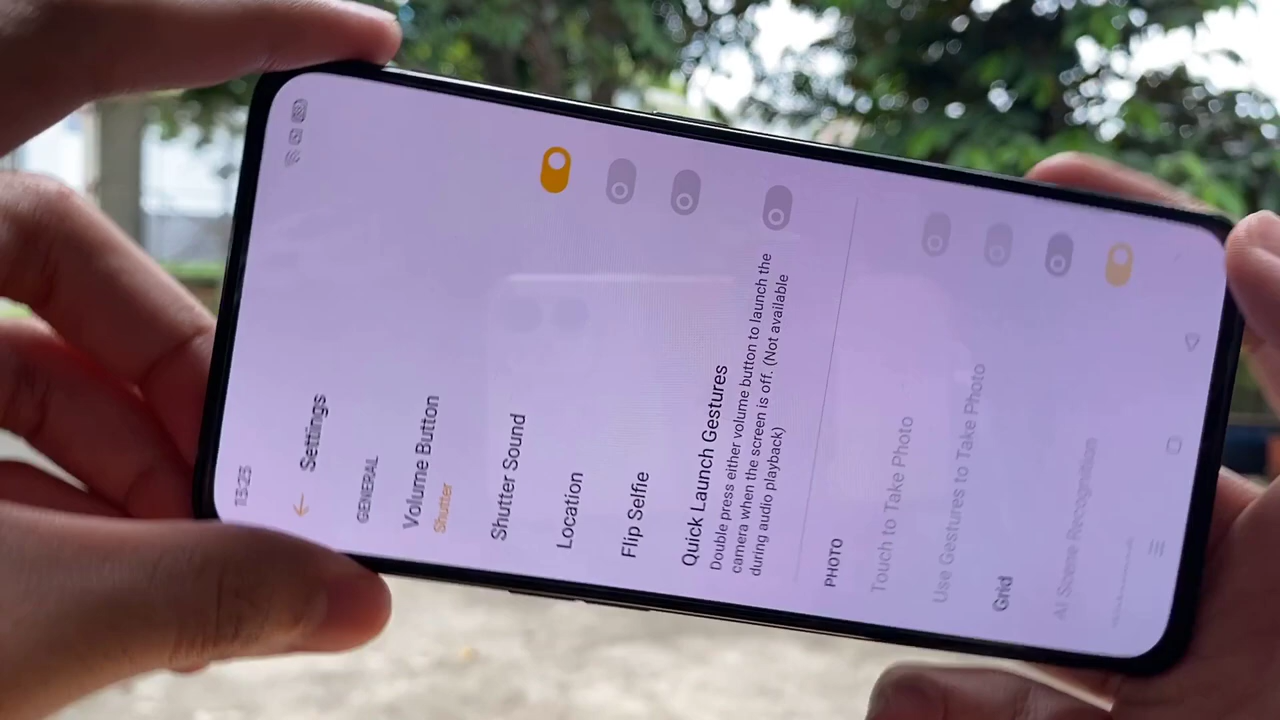 13:25
Settings
GENERAL
Volume Button
Shutter
Shutter Sound
Location
Flip Selfie
Quick Launch Gestures
Double press either volume button to launch the
camera when the screen is off. (Not available
during audio playback)
PHOTO
Touch to Take Photo
Use Gestures to Take Photo
Grid
AI Scene Recognition